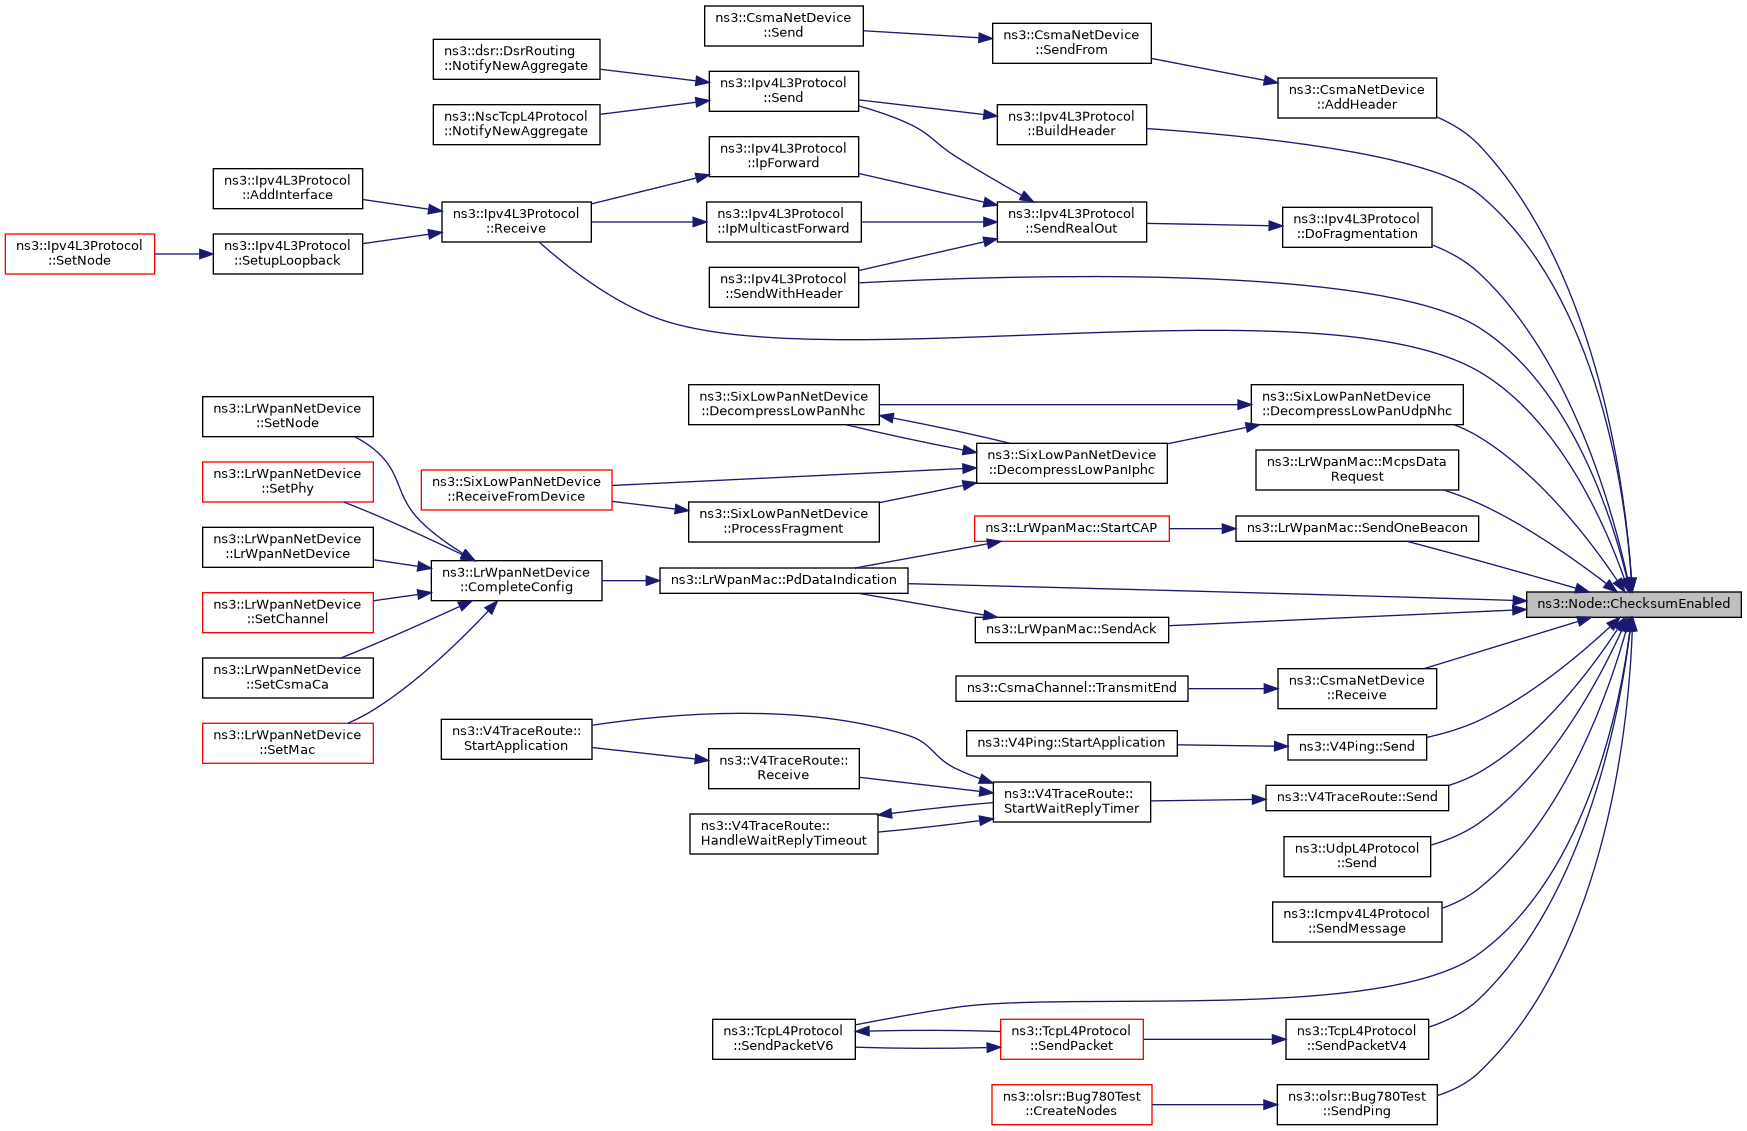 ns3::CsmaNetDevice
::Send
ns3::CsmaNetDevice
::SendFrom
ns3::dsr::DsrRouting
::NotifyNewAggregate
ns3::Ipv4L3Protocol
::Send
ns3::CsmaNetDevice
::AddHeader
ns3::NscTcpL4Protocol
::NotifyNewAggregate
ns3::Ipv4L3Protocol
::BuildHeader
ns3::Ipv4L3Protocol
::IpForward
ns3::Ipv4L3Protocol
::AddInterface
ns3::Ipv4L3Protocol
::Receive
ns3::Ipv4L3Protocol
::IpMulticastForward
ns3::Ipv4L3Protocol
::SendRealOut
ns3::Ipv4L3Protocol
::DoFragmentation
ns3::Ipv4L3Protocol
::SetNode
ns3::Ipv4L3Protocol
::SetupLoopback
ns3::Ipv4L3Protocol
::SendWithHeader
ns3::SixLowPanNetDevice
::DecompressLowPanNhc
ns3::SixLowPanNetDevice
::DecompressLowPanUdpNhc
ns3::LrWpanNetDevice
::SetNode
ns3::SixLowPanNetDevice
::DecompressLowPanIphc
ns3::LrWpanMac::McpsData
Request
ns3::LrWpanNetDevice
::SetPhy
ns3::SixLowPanNetDevice
::ReceiveFromDevice
ns3::SixLowPanNetDevice
::ProcessFragment
ns3::LrWpanMac::StartCAP
ns3::LrWpanMac::SendOneBeacon
ns3::LrWpanNetDevice
::LrWpanNetDevice
ns3::LrWpanNetDevice
::CompleteConfig
ns3::LrWpanMac::PdDataIndication
ns3::Node::ChecksumEnabled
ns3::LrWpanNetDevice
::SetChannel
ns3::LrWpanMac::SendAck
ns3::LrWpanNetDevice
::SetCsmaCa
ns3::CsmaChannel::TransmitEnd
ns3::CsmaNetDevice
::Receive
ns3::LrWpanNetDevice
::SetMac
ns3::V4TraceRoute::
StartApplication
ns3::V4Ping::StartApplication
ns3::V4Ping::Send
ns3::V4TraceRoute::
Receive
ns3::V4TraceRoute::
StartWaitReplyTimer
ns3::V4TraceRoute::Send
ns3::V4TraceRoute::
HandleWaitReplyTimeout
ns3::UdpL4Protocol
::Send
ns3::Icmpv4L4Protocol
::SendMessage
ns3::TcpL4Protocol
::SendPacketV6
ns3::TcpL4Protocol
::SendPacket
ns3::TcpL4Protocol
::SendPacketV4
ns3::olsr::Bug780Test
::CreateNodes
ns3::olsr::Bug780Test
::SendPing